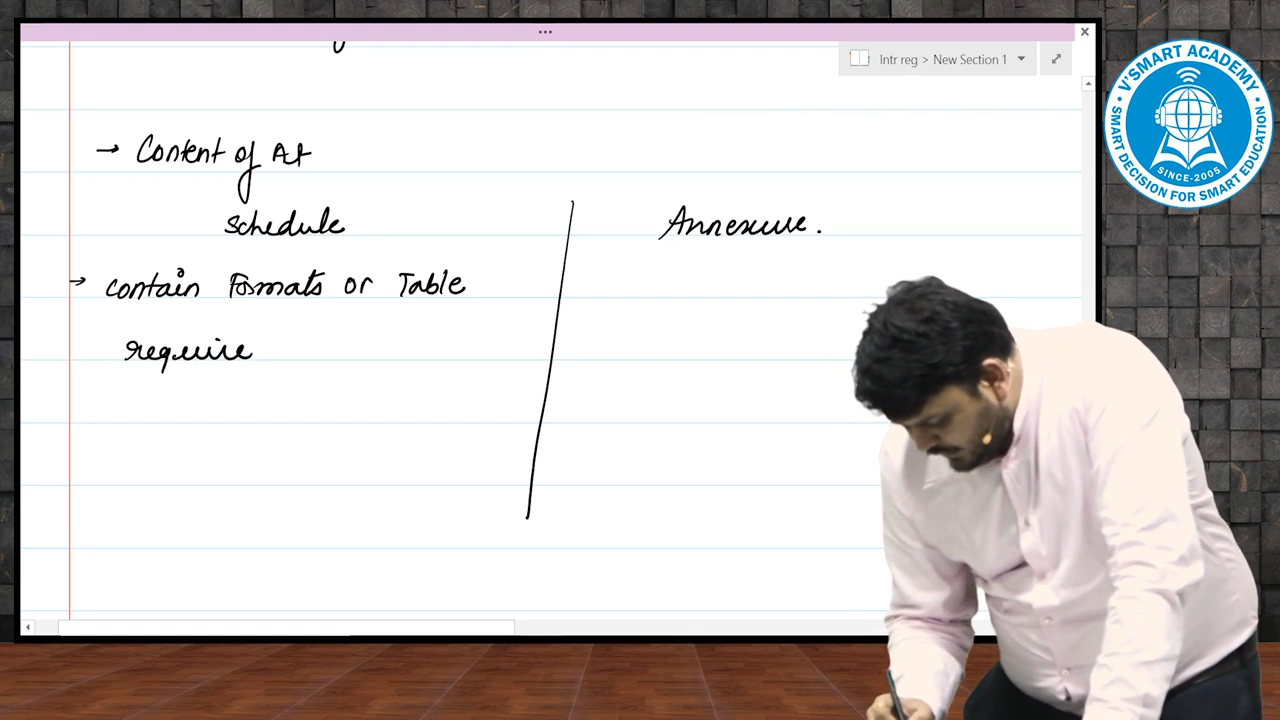 ...
Intr reg > New Section 1
→ Content of At
Schedule
Annexure.
→ contain Formats or Table
require
V'SMART ACADEMY
SINCE-2005
SMART DECISION FOR SMART EDUCATION